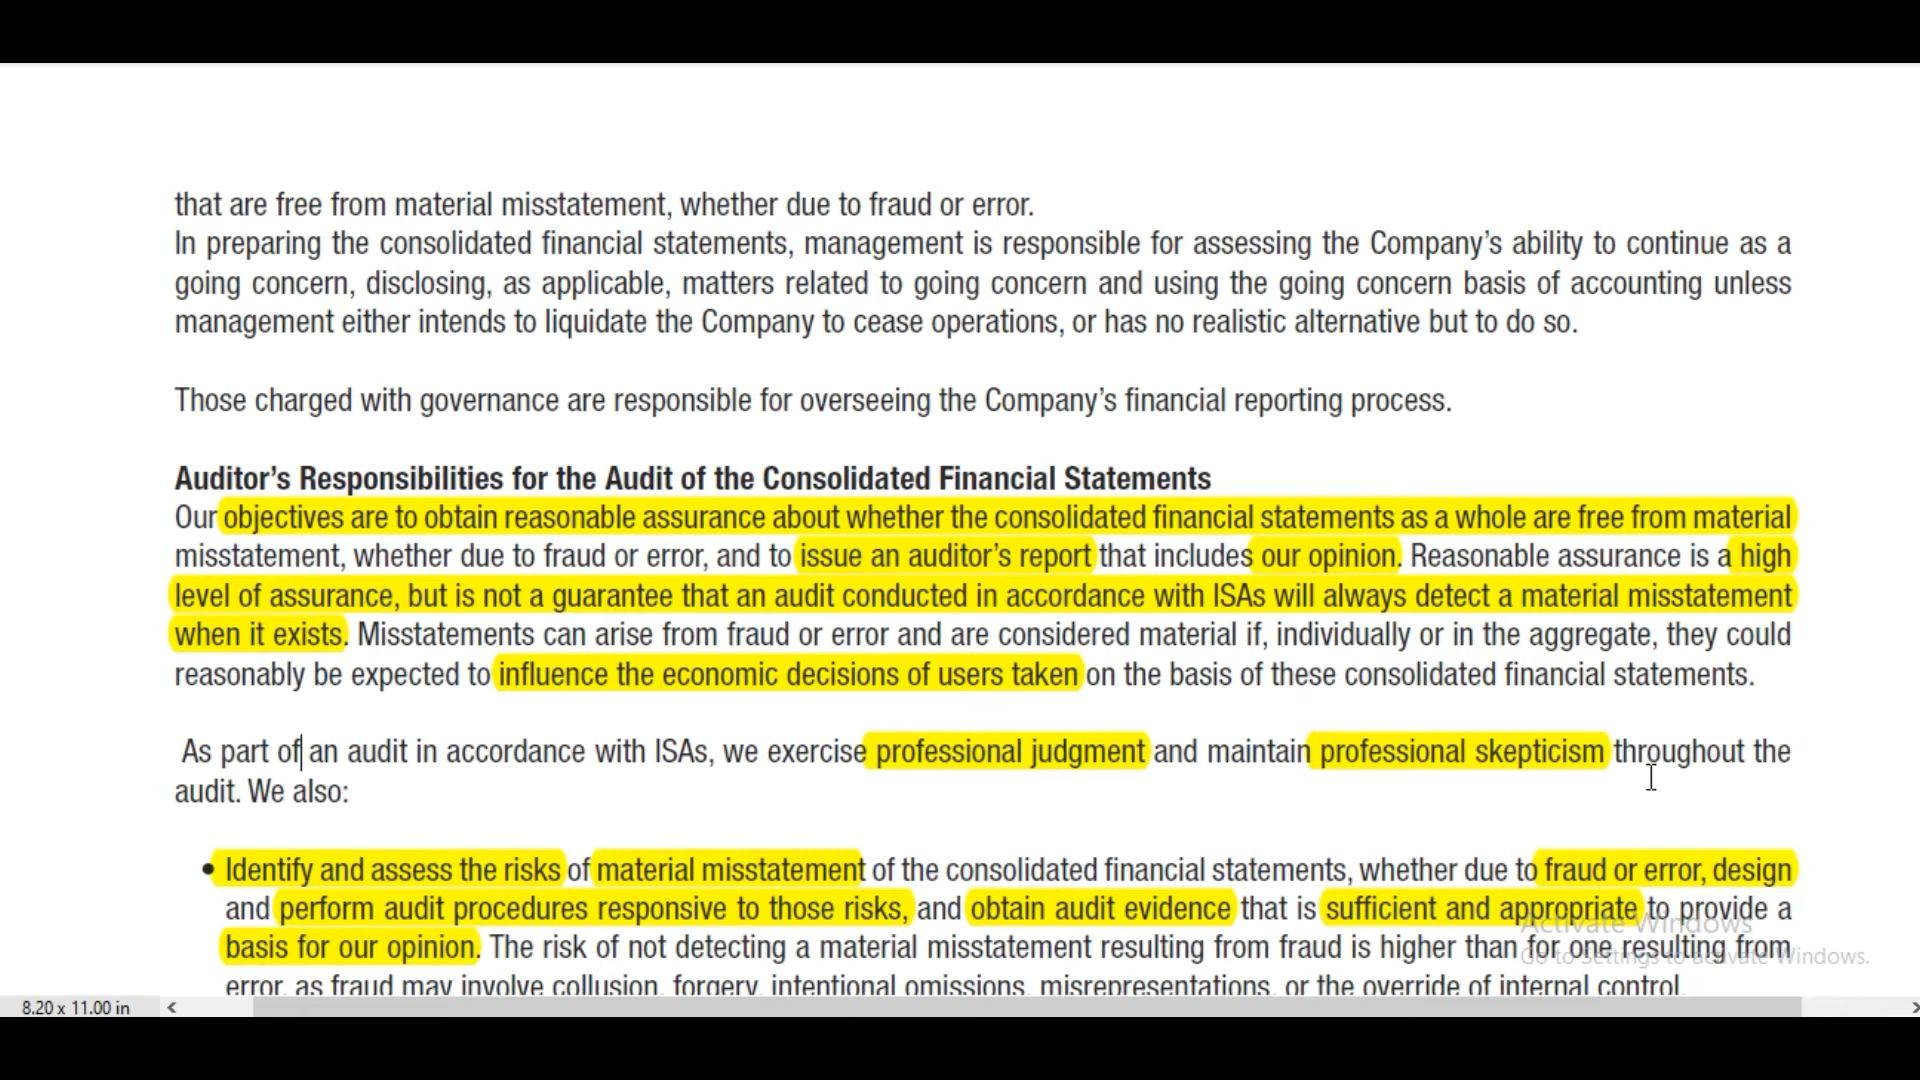 that are free from material misstatement, whether due to fraud or error.
In preparing the consolidated financial statements, management is responsible for assessing the Company’s ability to continue as a
going concern, disclosing, as applicable, matters related to going concern and using the going concern basis of accounting unless
management either intends to liquidate the Company to cease operations, or has no realistic alternative but to do so.
Those charged with governance are responsible for overseeing the Company’s financial reporting process.
Auditor’s Responsibilities for the Audit of the Consolidated Financial Statements
Our objectives are to obtain reasonable assurance about whether the consolidated financial statements as a whole are free from material
misstatement, whether due to fraud or error, and to issue an auditor’s report that includes our opinion. Reasonable assurance is a high
level of assurance, but is not a guarantee that an audit conducted in accordance with ISAs will always detect a material misstatement
when it exists. Misstatements can arise from fraud or error and are considered material if, individually or in the aggregate, they could
reasonably be expected to influence the economic decisions of users taken on the basis of these consolidated financial statements.
As part of an audit in accordance with ISAs, we exercise professional judgment and maintain professional skepticism throughout the
audit. We also:
• Identify and assess the risks of material misstatement of the consolidated financial statements, whether due to fraud or error, design
and perform audit procedures responsive to those risks, and obtain audit evidence that is sufficient and appropriate to provide a
basis for our opinion. The risk of not detecting a material misstatement resulting from fraud is higher than for one resulting from
error, as fraud may involve collusion, forgery, intentional omissions, misrepresentations, or the override of internal control.
Activate Windows
Go to Settings to activate Windows.
8.20 x 11.00 in